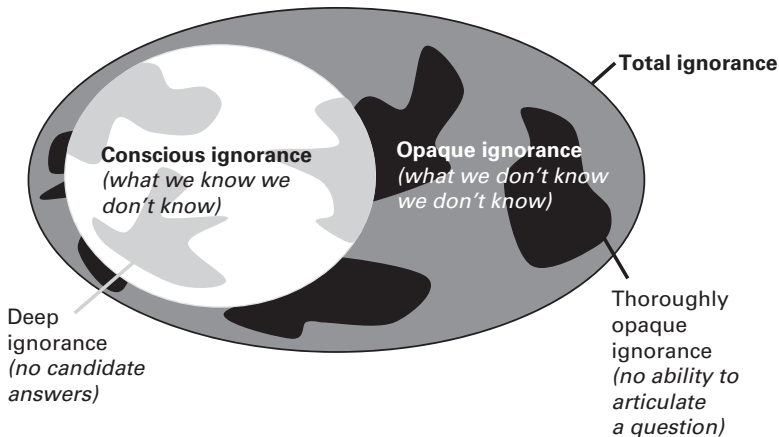 Total ignorance
Conscious ignorance
(what we know we
don't know)
Opaque ignorance
(what we don't know
we don't know)
Deep
ignorance
(no candidate
answers)
Thoroughly
opaque
ignorance
(no ability to
articulate
a question)